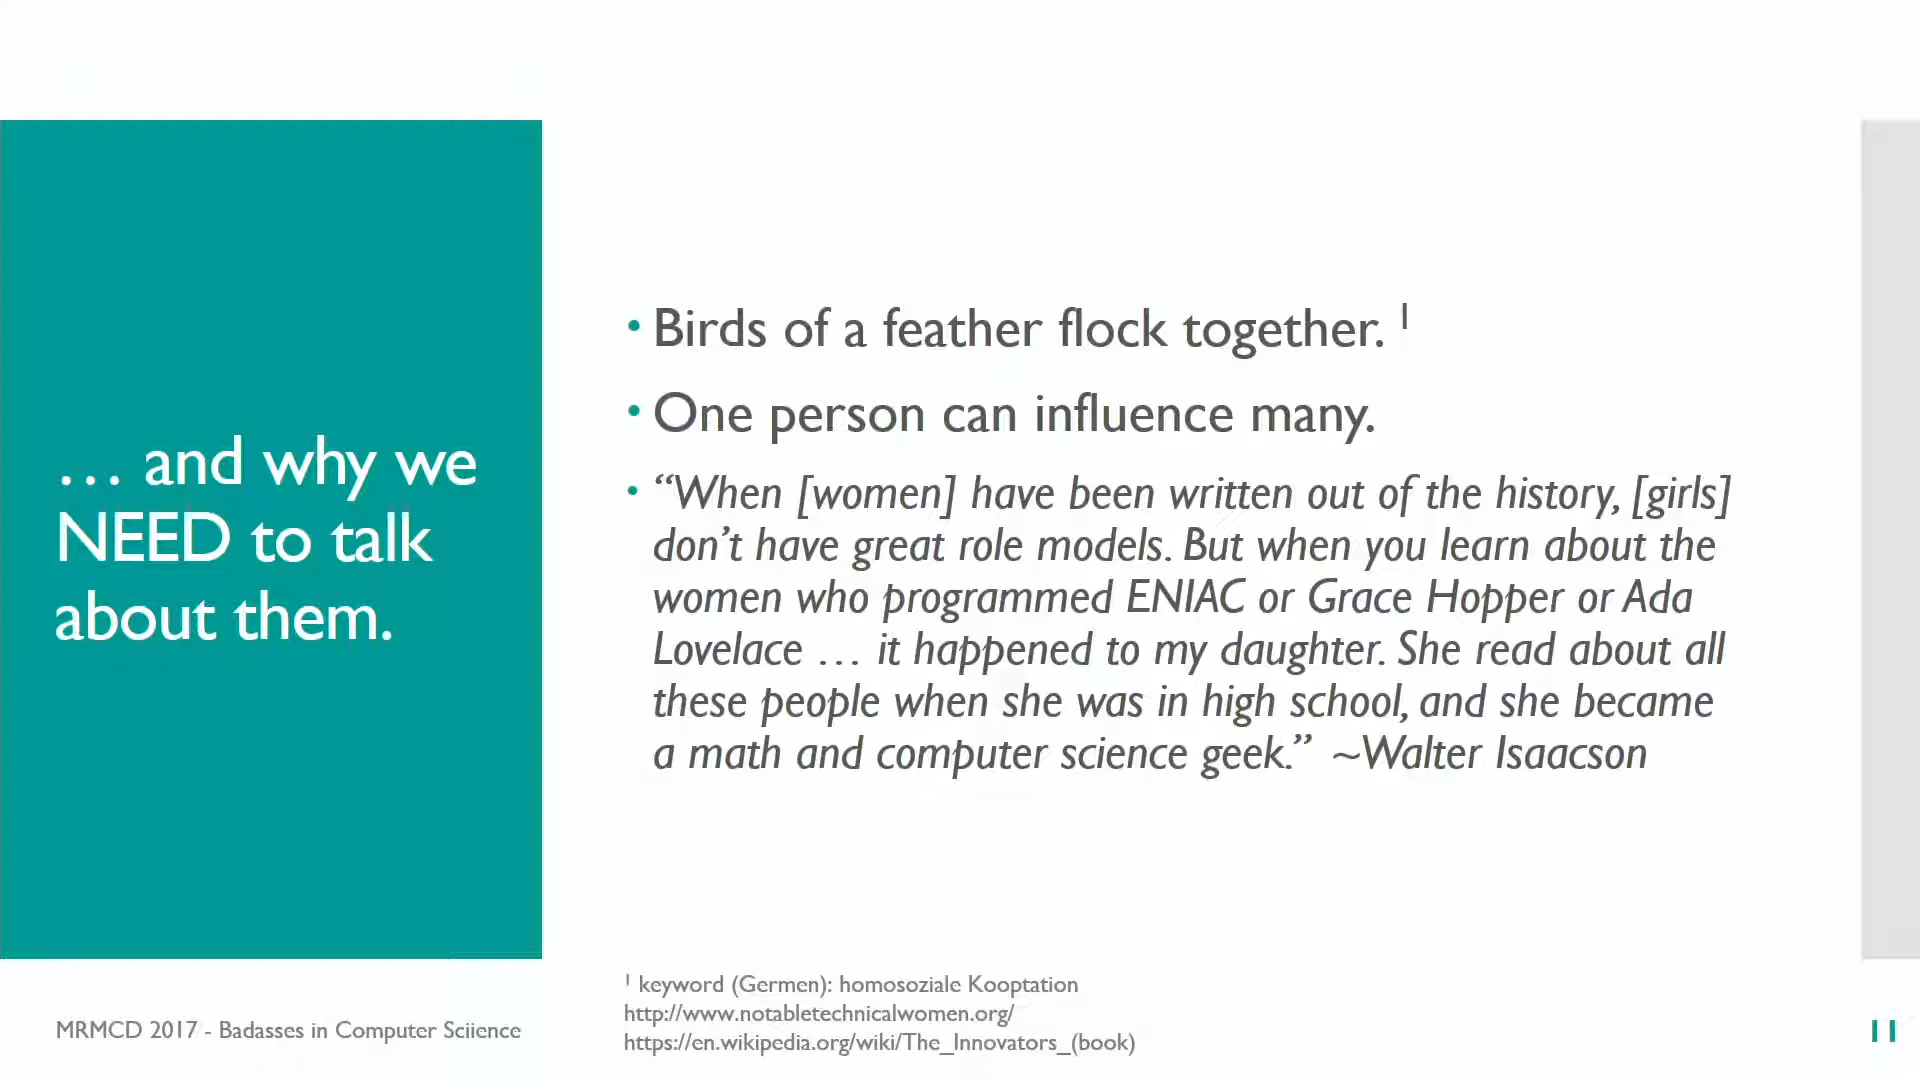 … and why we
NEED to talk
about them.
• Birds of a feather flock together. 1
• One person can influence many.
• “When [women] have been written out of the history, [girls]
don’t have great role models. But when you learn about the
women who programmed ENIAC or Grace Hopper or Ada
Lovelace … it happened to my daughter. She read about all
these people when she was in high school, and she became
a math and computer science geek.” ~Walter Isaacson
1 keyword (Germen): homosoziale Kooptation
http://www.notabletechnicalwomen.org/
https://en.wikipedia.org/wiki/The_Innovators_(book)
MRMCD 2017 - Badasses in Computer Sciience
11